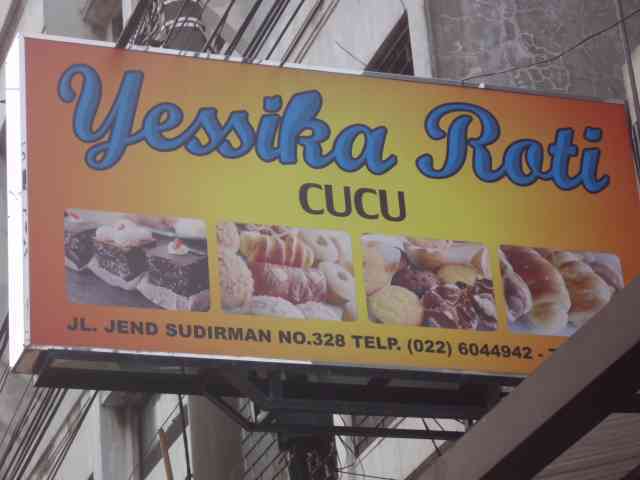 Yessika Roti
CUCU
JL. JEND SUDIRMAN NO.328 TELP. (022) 6044942 -